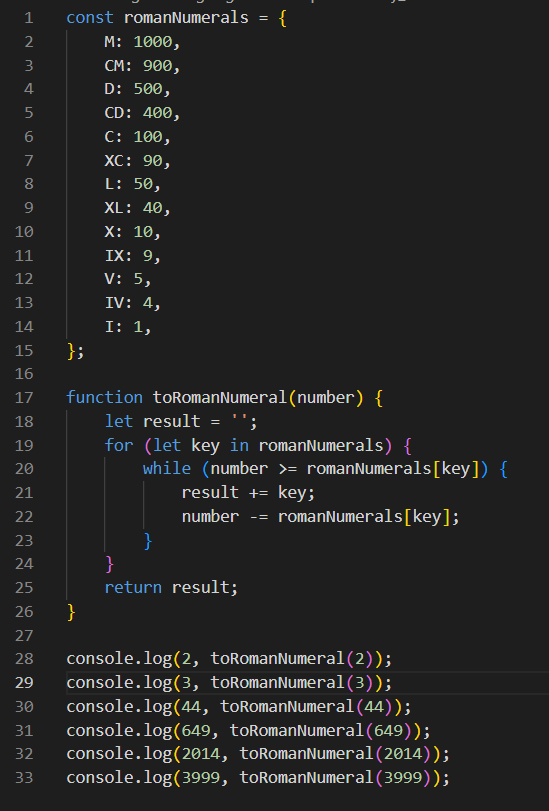 1 const romanNumerals = {
2     M: 1000,
3     CM: 900,
4     D: 500,
5     CD: 400,
6     C: 100,
7     XC: 90,
8     L: 50,
9     XL: 40,
10     X: 10,
11     IX: 9,
12     V: 5,
13     IV: 4,
14     I: 1,
15 };
16
17 function toRomanNumeral(number) {
18     let result = '';
19     for (let key in romanNumerals) {
20         while (number >= romanNumerals[key]) {
21             result += key;
22             number -= romanNumerals[key];
23         }
24     }
25     return result;
26 }
27
28 console.log(2, toRomanNumeral(2));
29 console.log(3, toRomanNumeral(3));
30 console.log(44, toRomanNumeral(44));
31 console.log(649, toRomanNumeral(649));
32 console.log(2014, toRomanNumeral(2014));
33 console.log(3999, toRomanNumeral(3999));